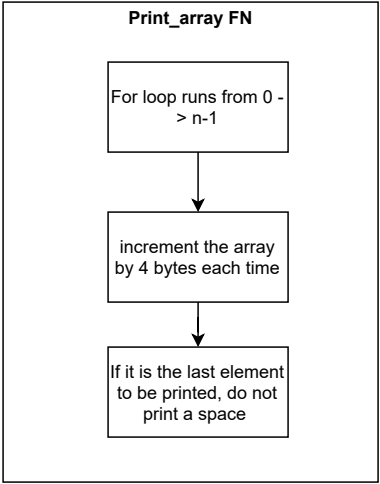 Print_array FN
For loop runs from 0 -
> n-1
increment the array
by 4 bytes each time
If it is the last element
to be printed, do not
print a space